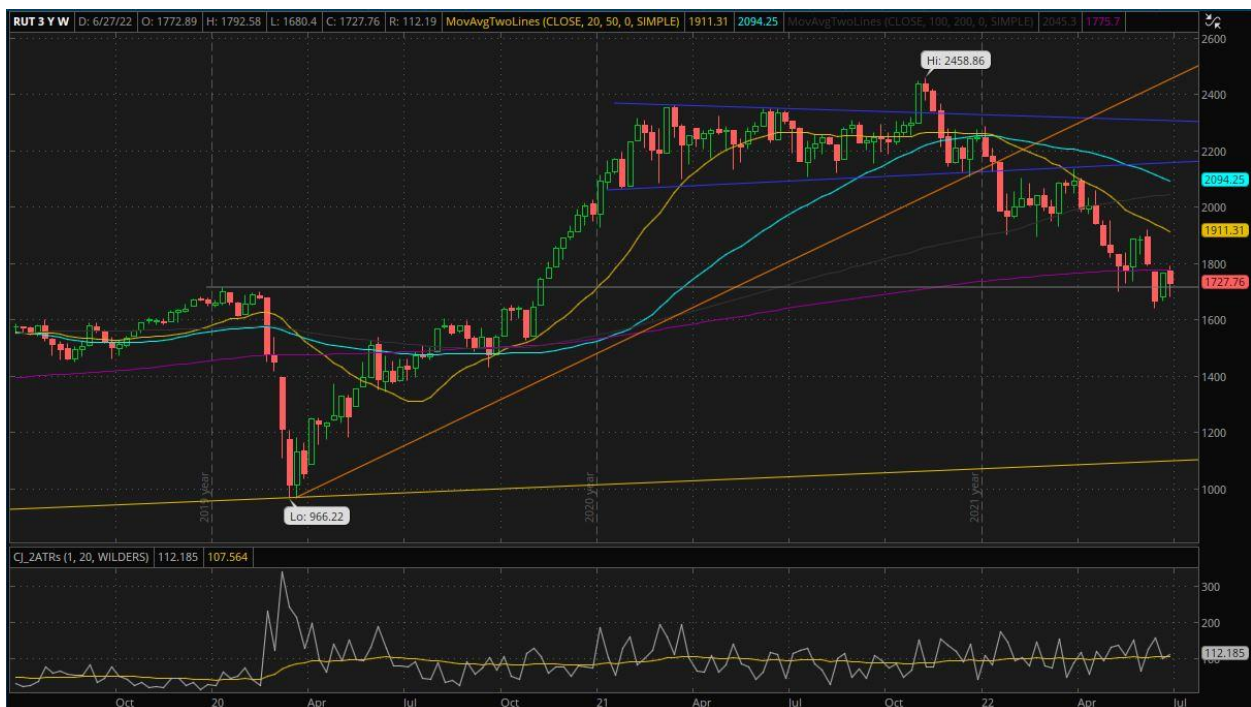 RUT 3 Y W D: 6/27/22 O: 1772.89 H: 1792.58 L: 1680.4 C: 1727.76 R: 112.19 MovAvgTwoLines (CLOSE, 20, 50, 0, SIMPLE) 1911.31 2094.25 MovAvgTwoLines (CLOSE, 100, 200, 0, SIMPLE) 2045.3 1775.7
2600
Hi: 2458.86
2400
2200
2094.25
2000
1911.31
1800
1727.76
1600
1400
1200
2019 year
2020 year
2021 year
1000
Lo: 966.22
CJ_2ATRs (1, 20, WILDERS) 112.185 107.564
300
200
112.185
100
Oct 20 Apr Jul Oct 21 Apr Jul Oct 22 Apr Jul